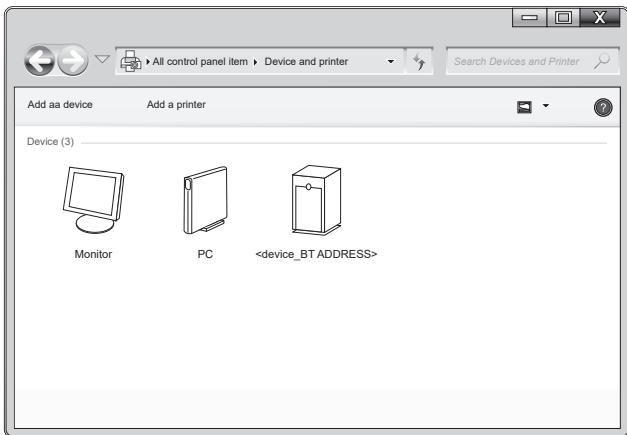 X
All control panel item Device and printer
Search Devices and Printer
Add aa device Add a printer
?
Device (3)
Monitor PC <device_BT ADDRESS>